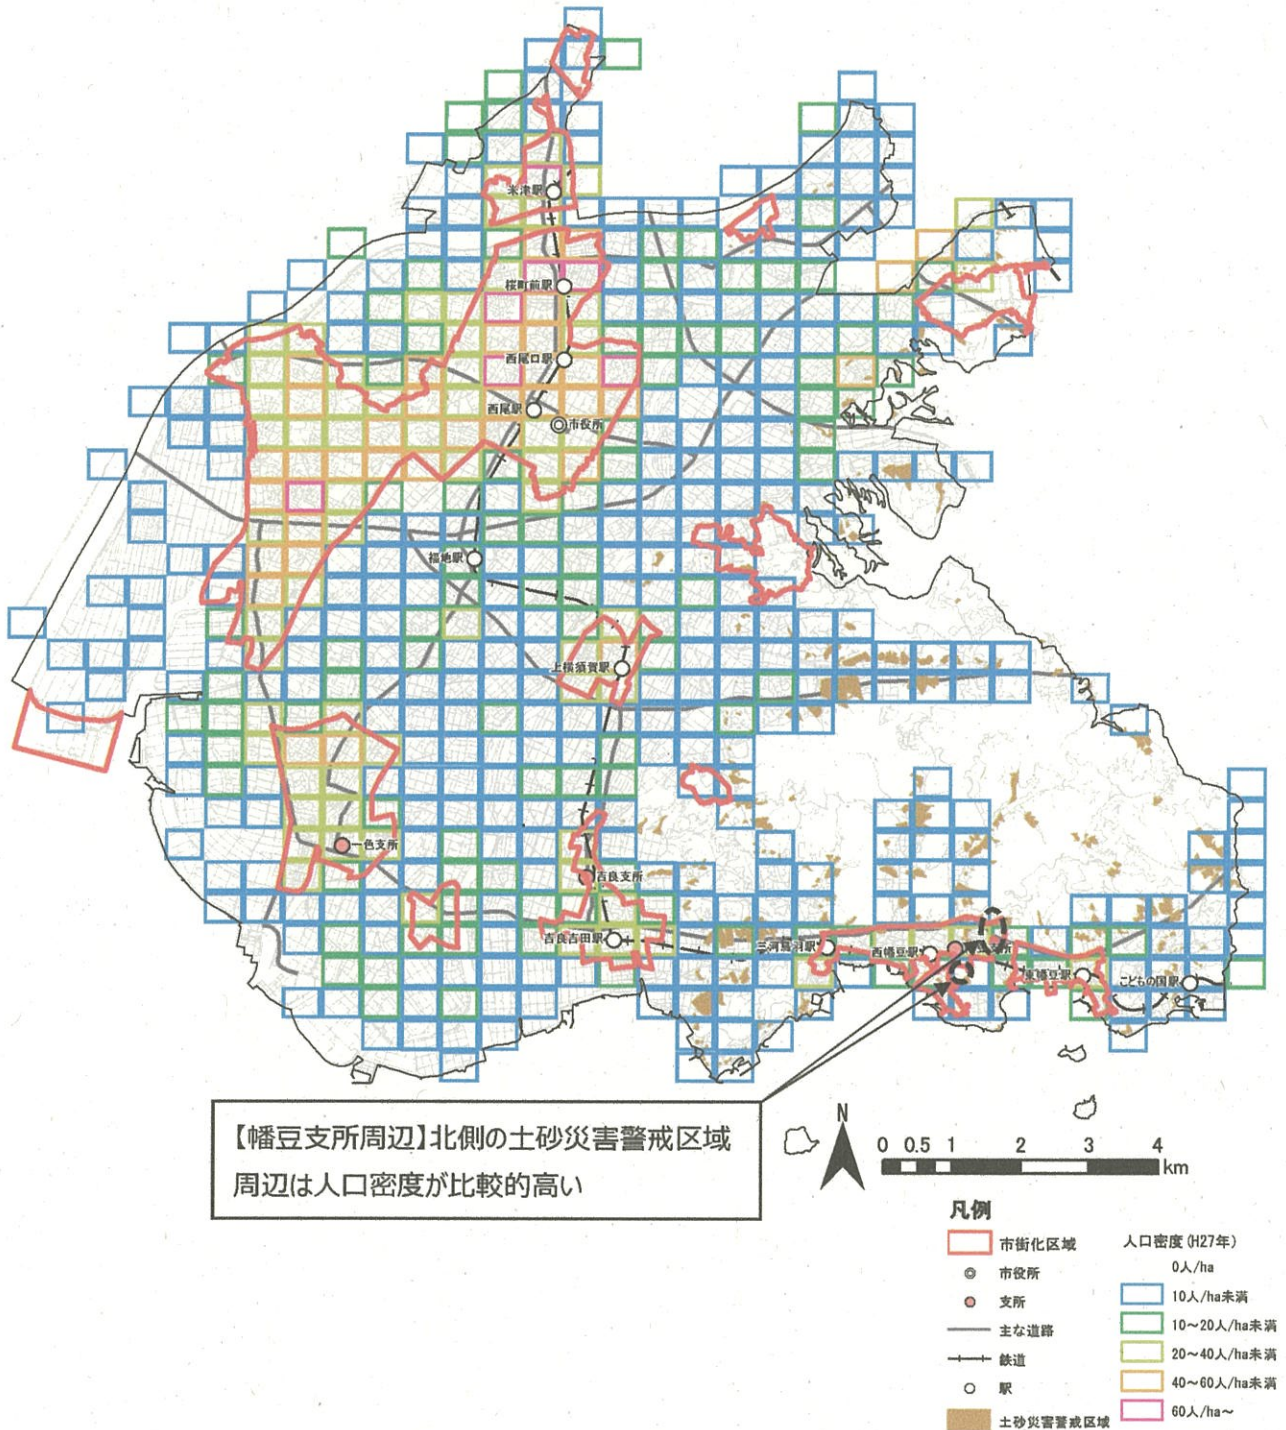 米津駅
桜町前駅
西尾口駅
西尾駅
市役所
福地駅
上横須賀駅
一色支所
吉良支所
吉良吉田駅
三河鳥羽駅
西幡豆駅
東幡豆駅
こどもの国駅
【幡豆支所周辺】北側の土砂災害警戒区域
周辺は人口密度が比較的高い
N
0 0.5 1 2 3 4
km
凡例
市街化区域
市役所
支所
主な道路
鉄道
駅
土砂災害警戒区域
人口密度(H27年)
0人/ha
10人/ha未満
10～20人/ha未満
20～40人/ha未満
40～60人/ha未満
60人/ha～